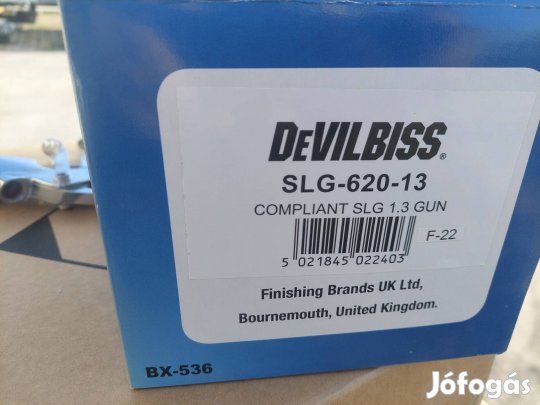 DEVILBISS®
SLG-620-13
COMPLIANT SLG 1.3 GUN
5 021845 022403
F-22
Finishing Brands UK Ltd,
Bournemouth, United Kingdom.
BX-536
Jófogás